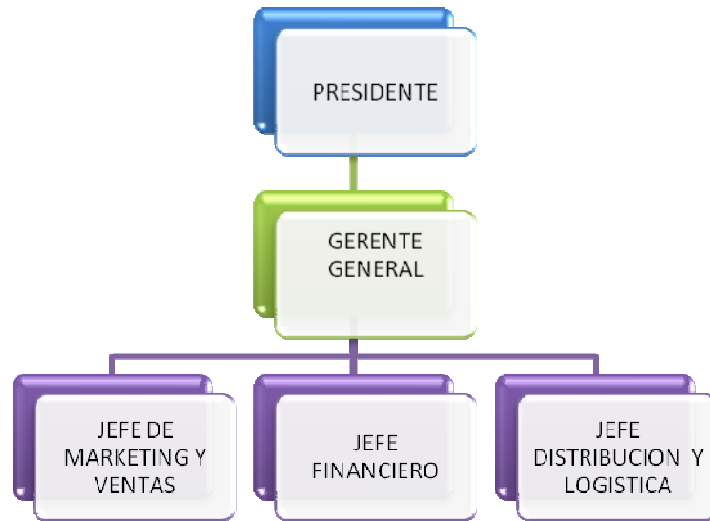 PRESIDENTE
GERENTE
GENERAL
JEFE DE
MARKETING Y
VENTAS
JEFE
FINANCIERO
JEFE
DISTRIBUCION Y
LOGISTICA